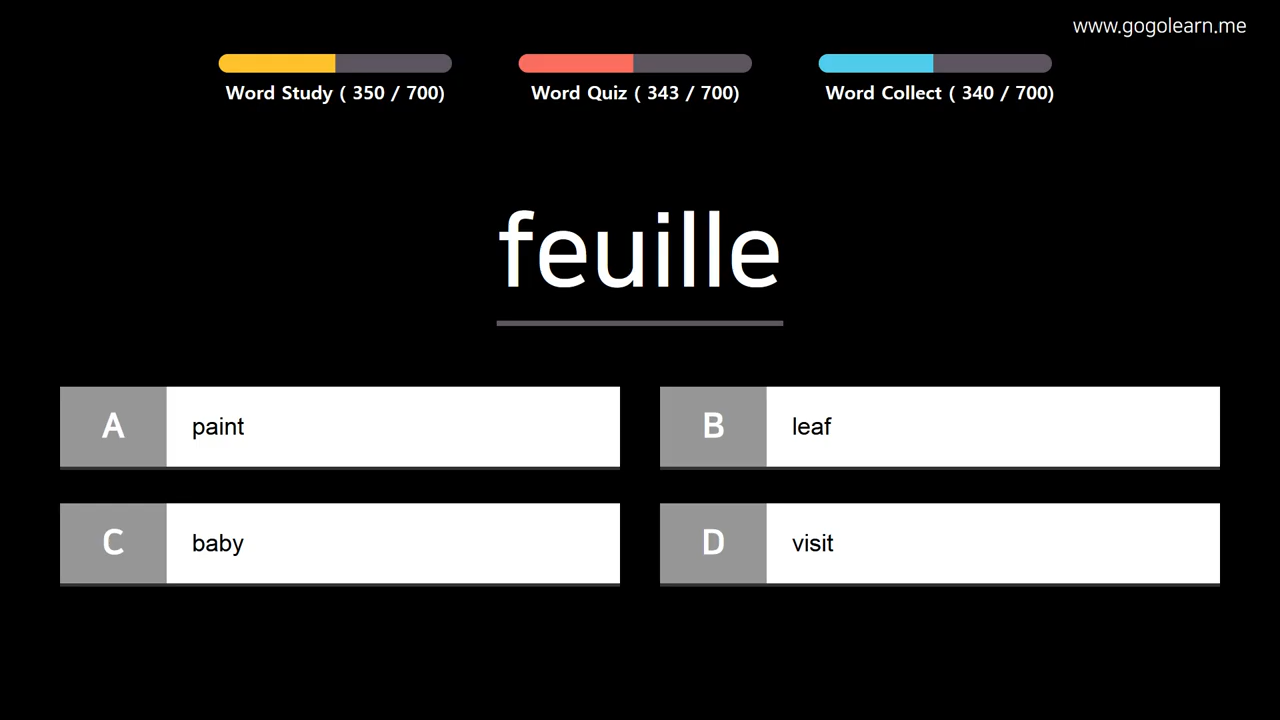 www.gogolearn.me
Word Study ( 350 / 700)
Word Quiz ( 343 / 700)
Word Collect ( 340 / 700)
feuille
A paint
B leaf
C baby
D visit